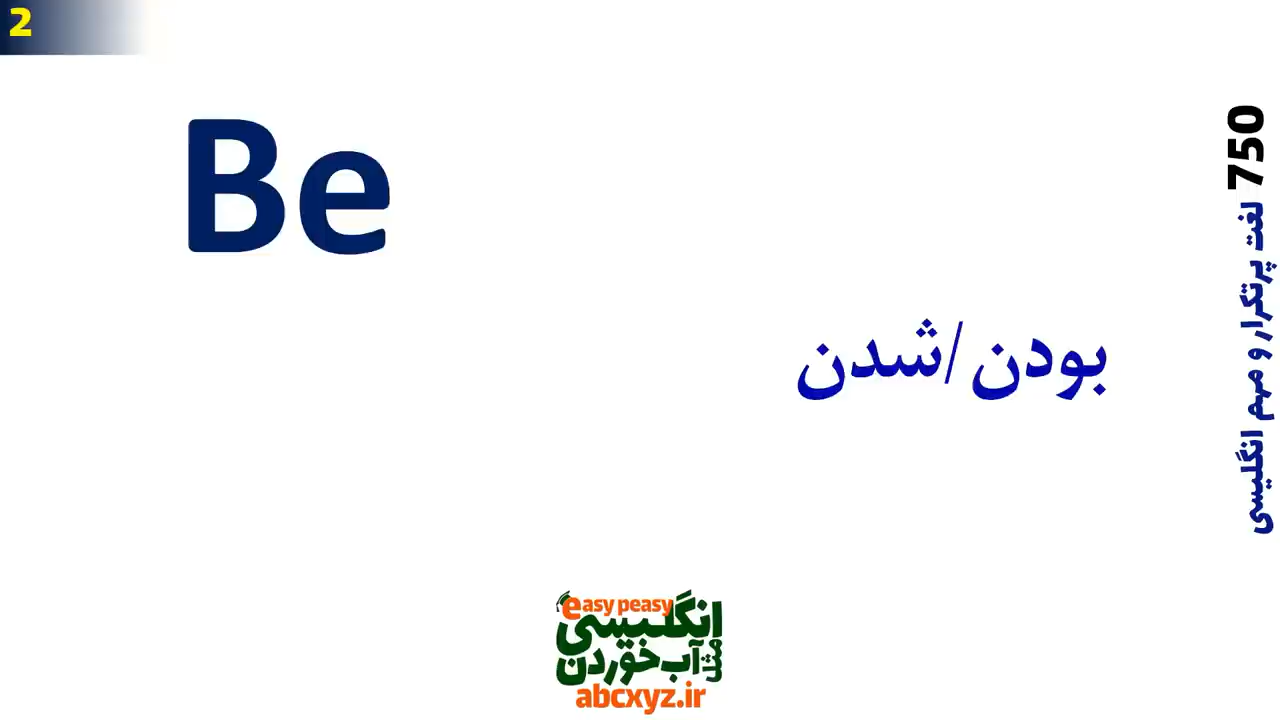 2
Be
بودن/شدن
750 لغت پرتکرار و مهم انگلیسی
easy peasy
انگلیسی
مثل آب خوردن
abcxyz.ir